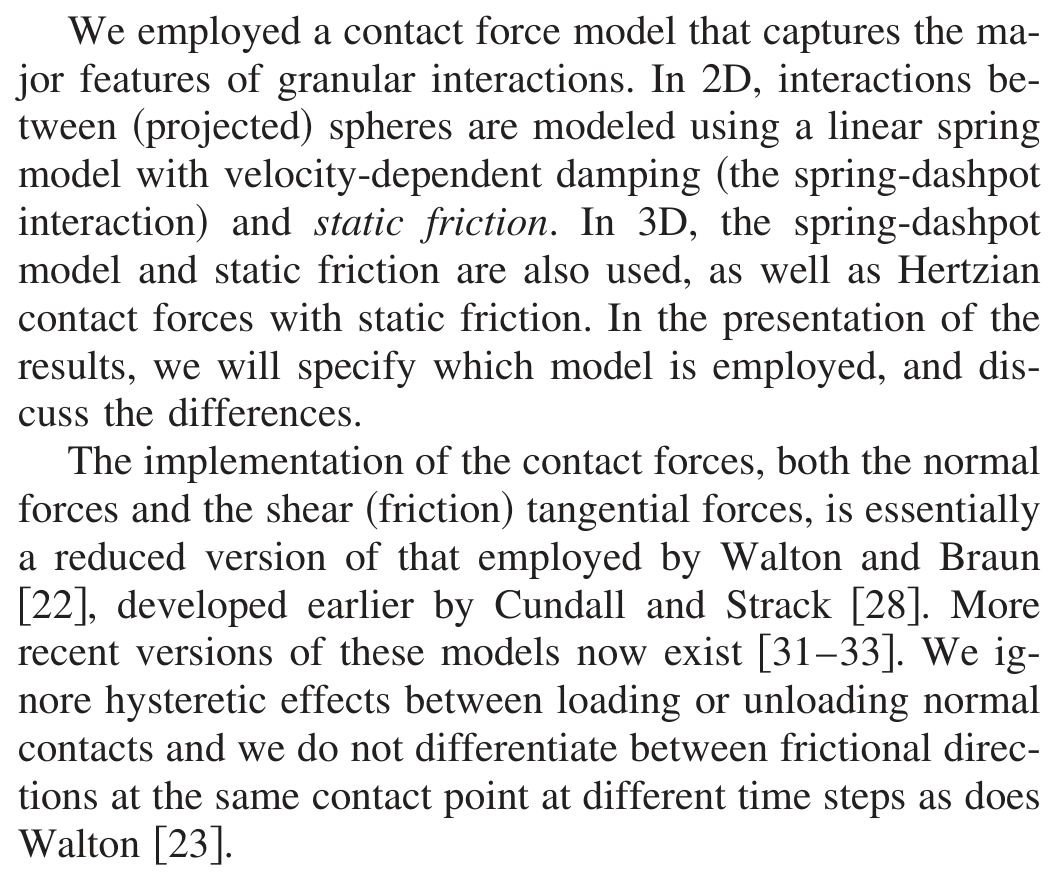 We employed a contact force model that captures the ma-
jor features of granular interactions. In 2D, interactions be-
tween (projected) spheres are modeled using a linear spring
model with velocity-dependent damping (the spring-dashpot
interaction) and static friction. In 3D, the spring-dashpot
model and static friction are also used, as well as Hertzian
contact forces with static friction. In the presentation of the
results, we will specify which model is employed, and dis-
cuss the differences.
The implementation of the contact forces, both the normal
forces and the shear (friction) tangential forces, is essentially
a reduced version of that employed by Walton and Braun
[22], developed earlier by Cundall and Strack [28]. More
recent versions of these models now exist [31–33]. We ig-
nore hysteretic effects between loading or unloading normal
contacts and we do not differentiate between frictional direc-
tions at the same contact point at different time steps as does
Walton [23].